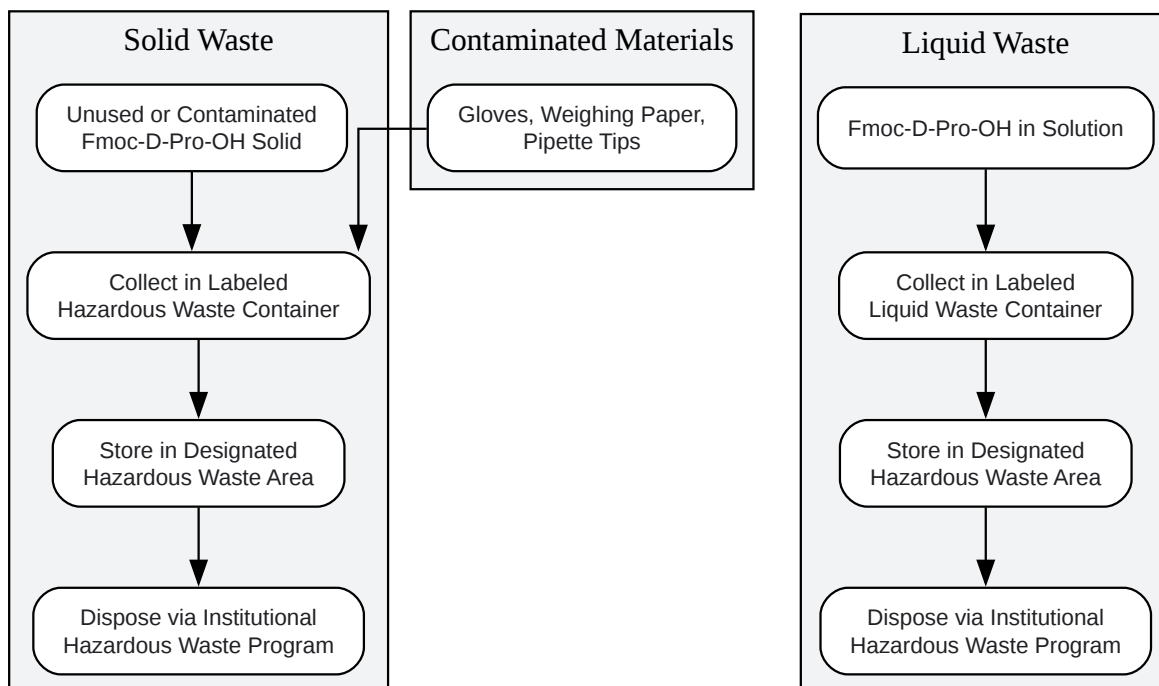 Solid Waste
Unused or Contaminated
Fmoc-D-Pro-OH Solid
Collect in Labeled
Hazardous Waste Container
Store in Designated
Hazardous Waste Area
Dispose via Institutional
Hazardous Waste Program
Contaminated Materials
Gloves, Weighing Paper,
Pipette Tips
Liquid Waste
Fmoc-D-Pro-OH in Solution
Collect in Labeled
Liquid Waste Container
Store in Designated
Hazardous Waste Area
Dispose via Institutional
Hazardous Waste Program